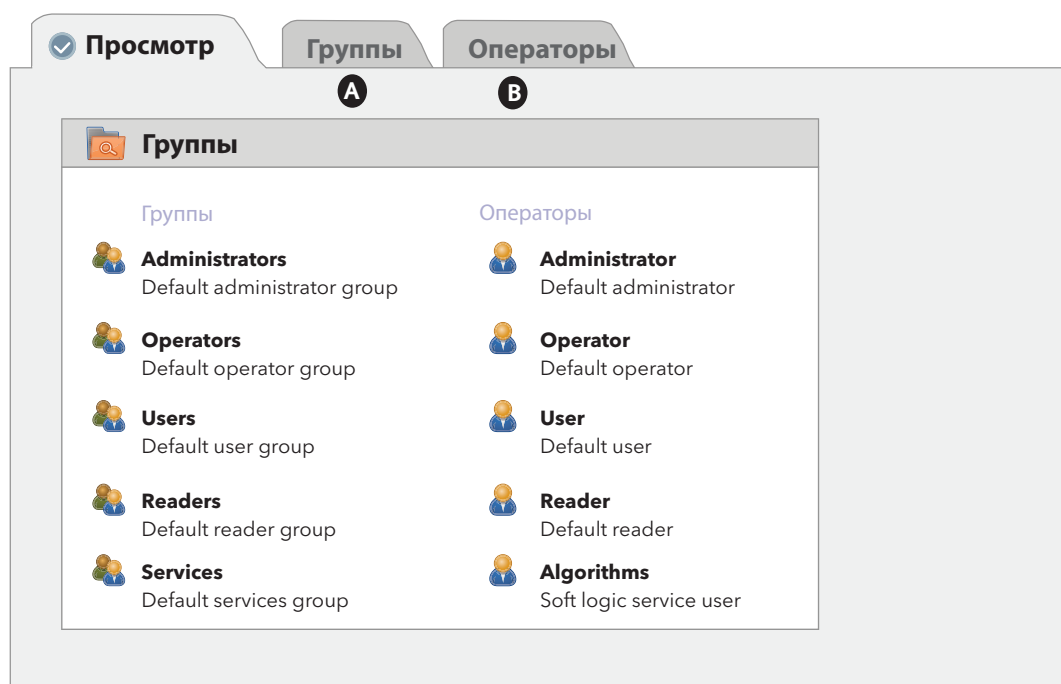 Просмотр
Группы
Операторы
A
B
Группы
Группы
Операторы
Administrators
Default administrator group
Administrator
Default administrator
Operators
Default operator group
Operator
Default operator
Users
Default user group
User
Default user
Readers
Default reader group
Reader
Default reader
Services
Default services group
Algorithms
Soft logic service user